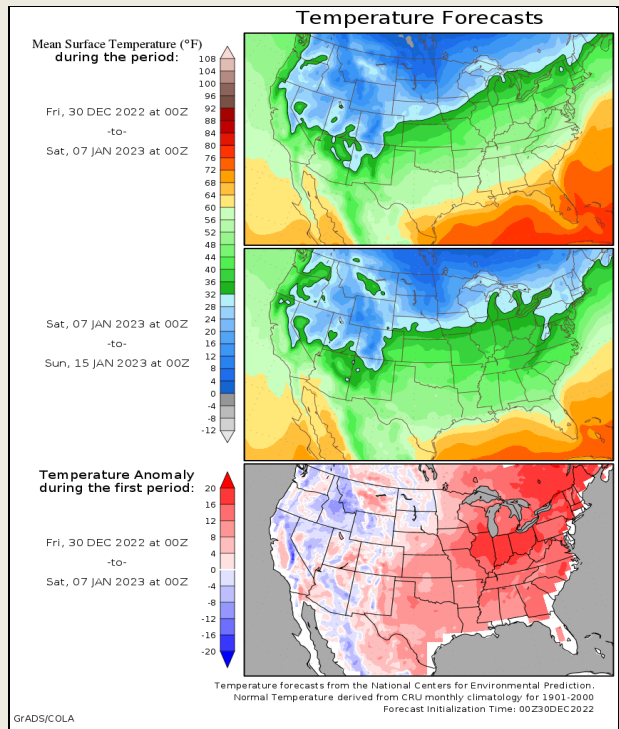 Temperature Forecasts
Mean Surface Temperature (°F)
during the period:
Fri, 30 DEC 2022 at 00Z
-to-
Sat, 07 JAN 2023 at 00Z
108
104
100
96
92
88
84
80
76
72
68
64
60
56
52
48
44
40
36
32
28
24
20
16
12
8
4
0
-4
-8
-12
Sat, 07 JAN 2023 at 00Z
-to-
Sun, 15 JAN 2023 at 00Z
Temperature Anomaly
during the first period:
Fri, 30 DEC 2022 at 00Z
-to-
Sat, 07 JAN 2023 at 00Z
20
16
12
8
4
0
-4
-8
-12
-16
-20
Temperature forecasts from the National Centers for Environmental Prediction.
Normal Temperature derived from CRU monthly climatology for 1901-2000
Forecast Initialization Time: 00Z30DEC2022
GrADS/COLA